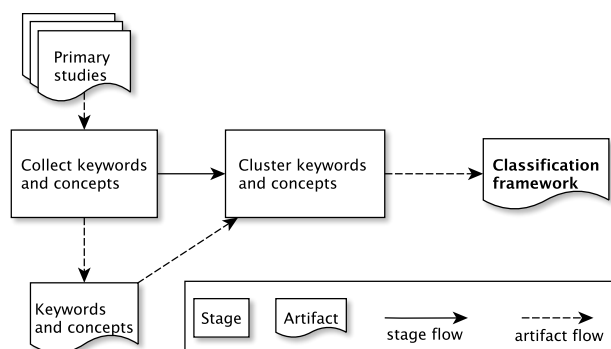 Primary
studies
Collect keywords
and concepts
Cluster keywords
and concepts
Classification
framework
Keywords
and concepts
Stage
Artifact
stage flow
artifact flow